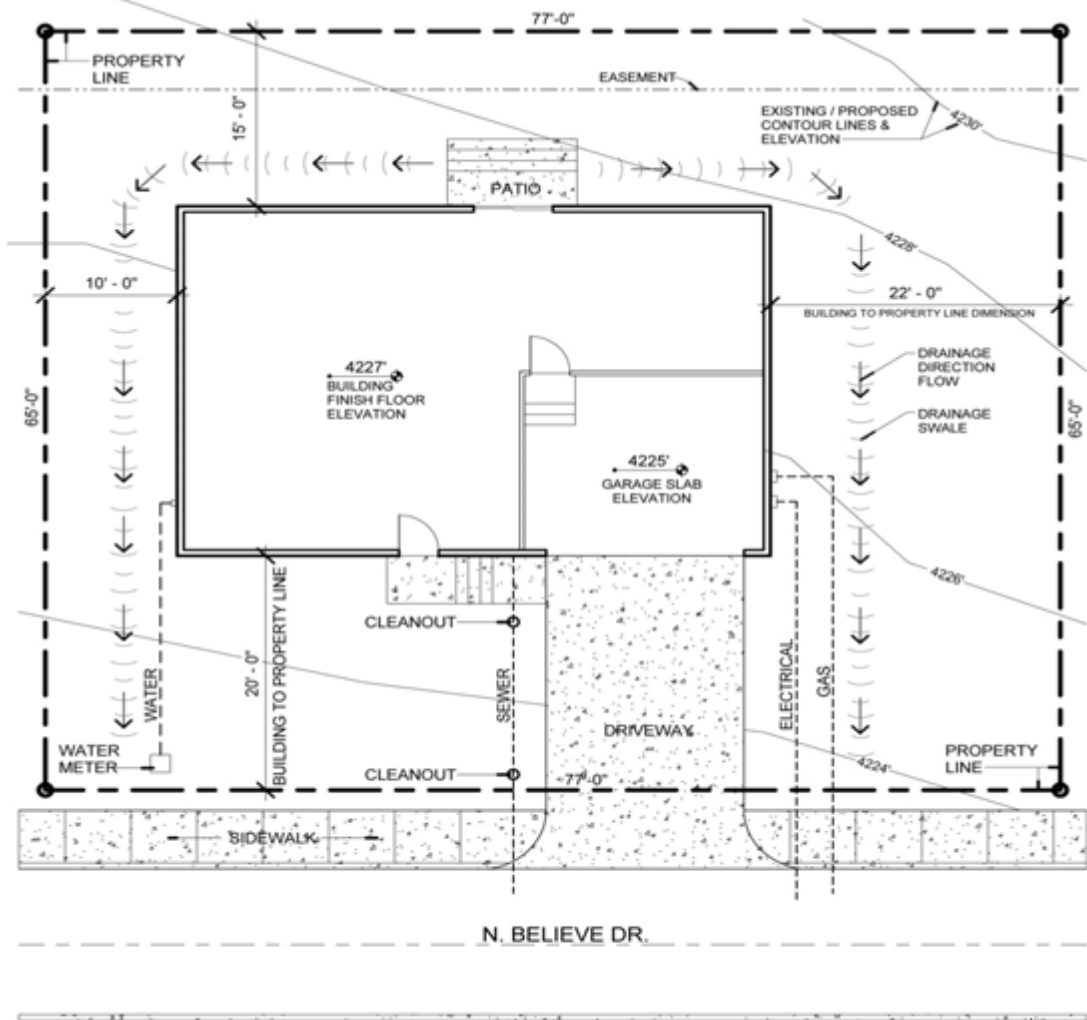 77'-0"
PROPERTY
LINE
EASEMENT
EXISTING / PROPOSED
CONTOUR LINES &
ELEVATION
4230'
15' - 0"
PATIO
4228'
10' - 0"
22' - 0"
BUILDING TO PROPERTY LINE DIMENSION
4227'
BUILDING
FINISH FLOOR
ELEVATION
DRAINAGE
DIRECTION
FLOW
65'-0"
65'-0"
DRAINAGE
SWALE
4225'
GARAGE SLAB
ELEVATION
4226'
CLEANOUT
20' - 0"
BUILDING TO PROPERTY LINE
WATER
SEWER
ELECTRICAL
GAS
DRIVEWAY
WATER
METER
CLEANOUT
77'-0"
4224'
PROPERTY
LINE
SIDEWALK
N. BELIEVE DR.